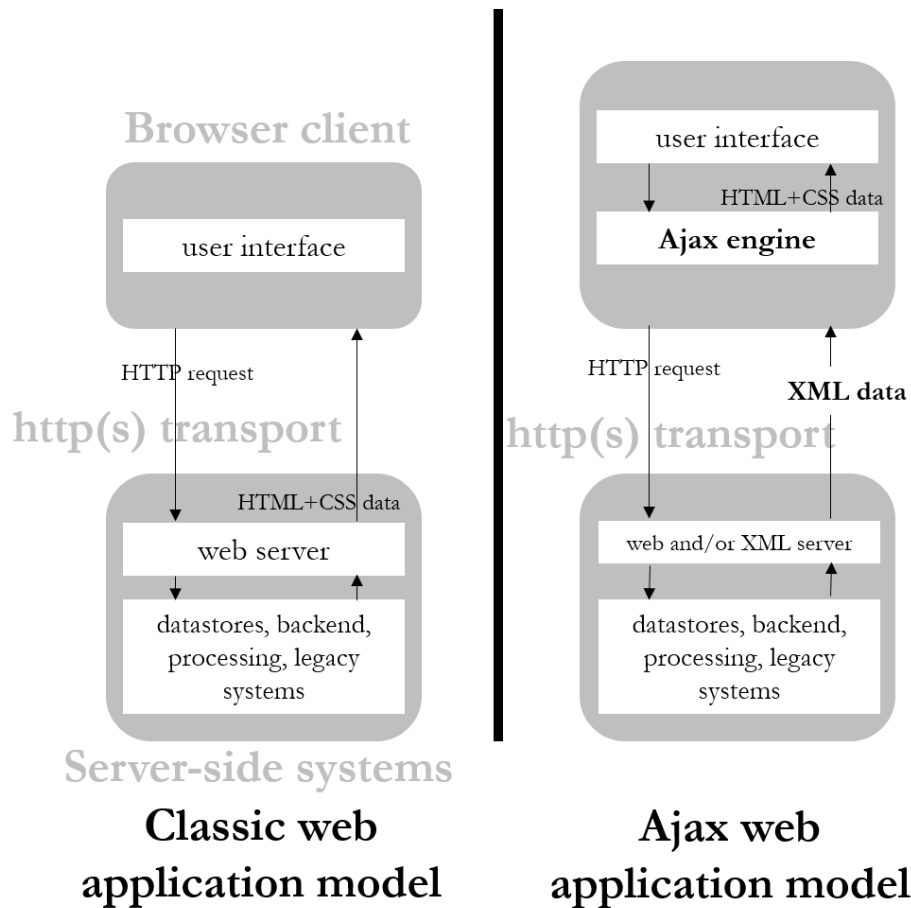 Browser client
user interface
HTTP request
http(s) transport
HTML+CSS data
web server
datastores, backend,
processing, legacy
systems
Server-side systems
Classic web
application model
user interface
HTML+CSS data
Ajax engine
HTTP request
XML data
http(s) transport
web and/or XML server
datastores, backend,
processing, legacy
systems
Ajax web
application model